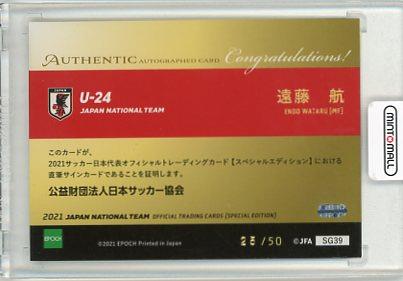 AUTHENTIC AUTOGRAPHED CARD Congratulations!
U-24
JAPAN NATIONAL TEAM
遠藤 航
ENDO WATARU [MF]
このカードが、
2021サッカー日本代表オフィシャルトレーディングカード【スペシャルエディション】における
直筆サインカードであることを証明します。
公益財団法人日本サッカー協会
2021 JAPAN NATIONAL TEAM OFFICIAL TRADING CARDS [SPECIAL EDITION]
EPOCH
©2021 EPOCH Printed in Japan
/50
©JFA SG39
MINT MALL